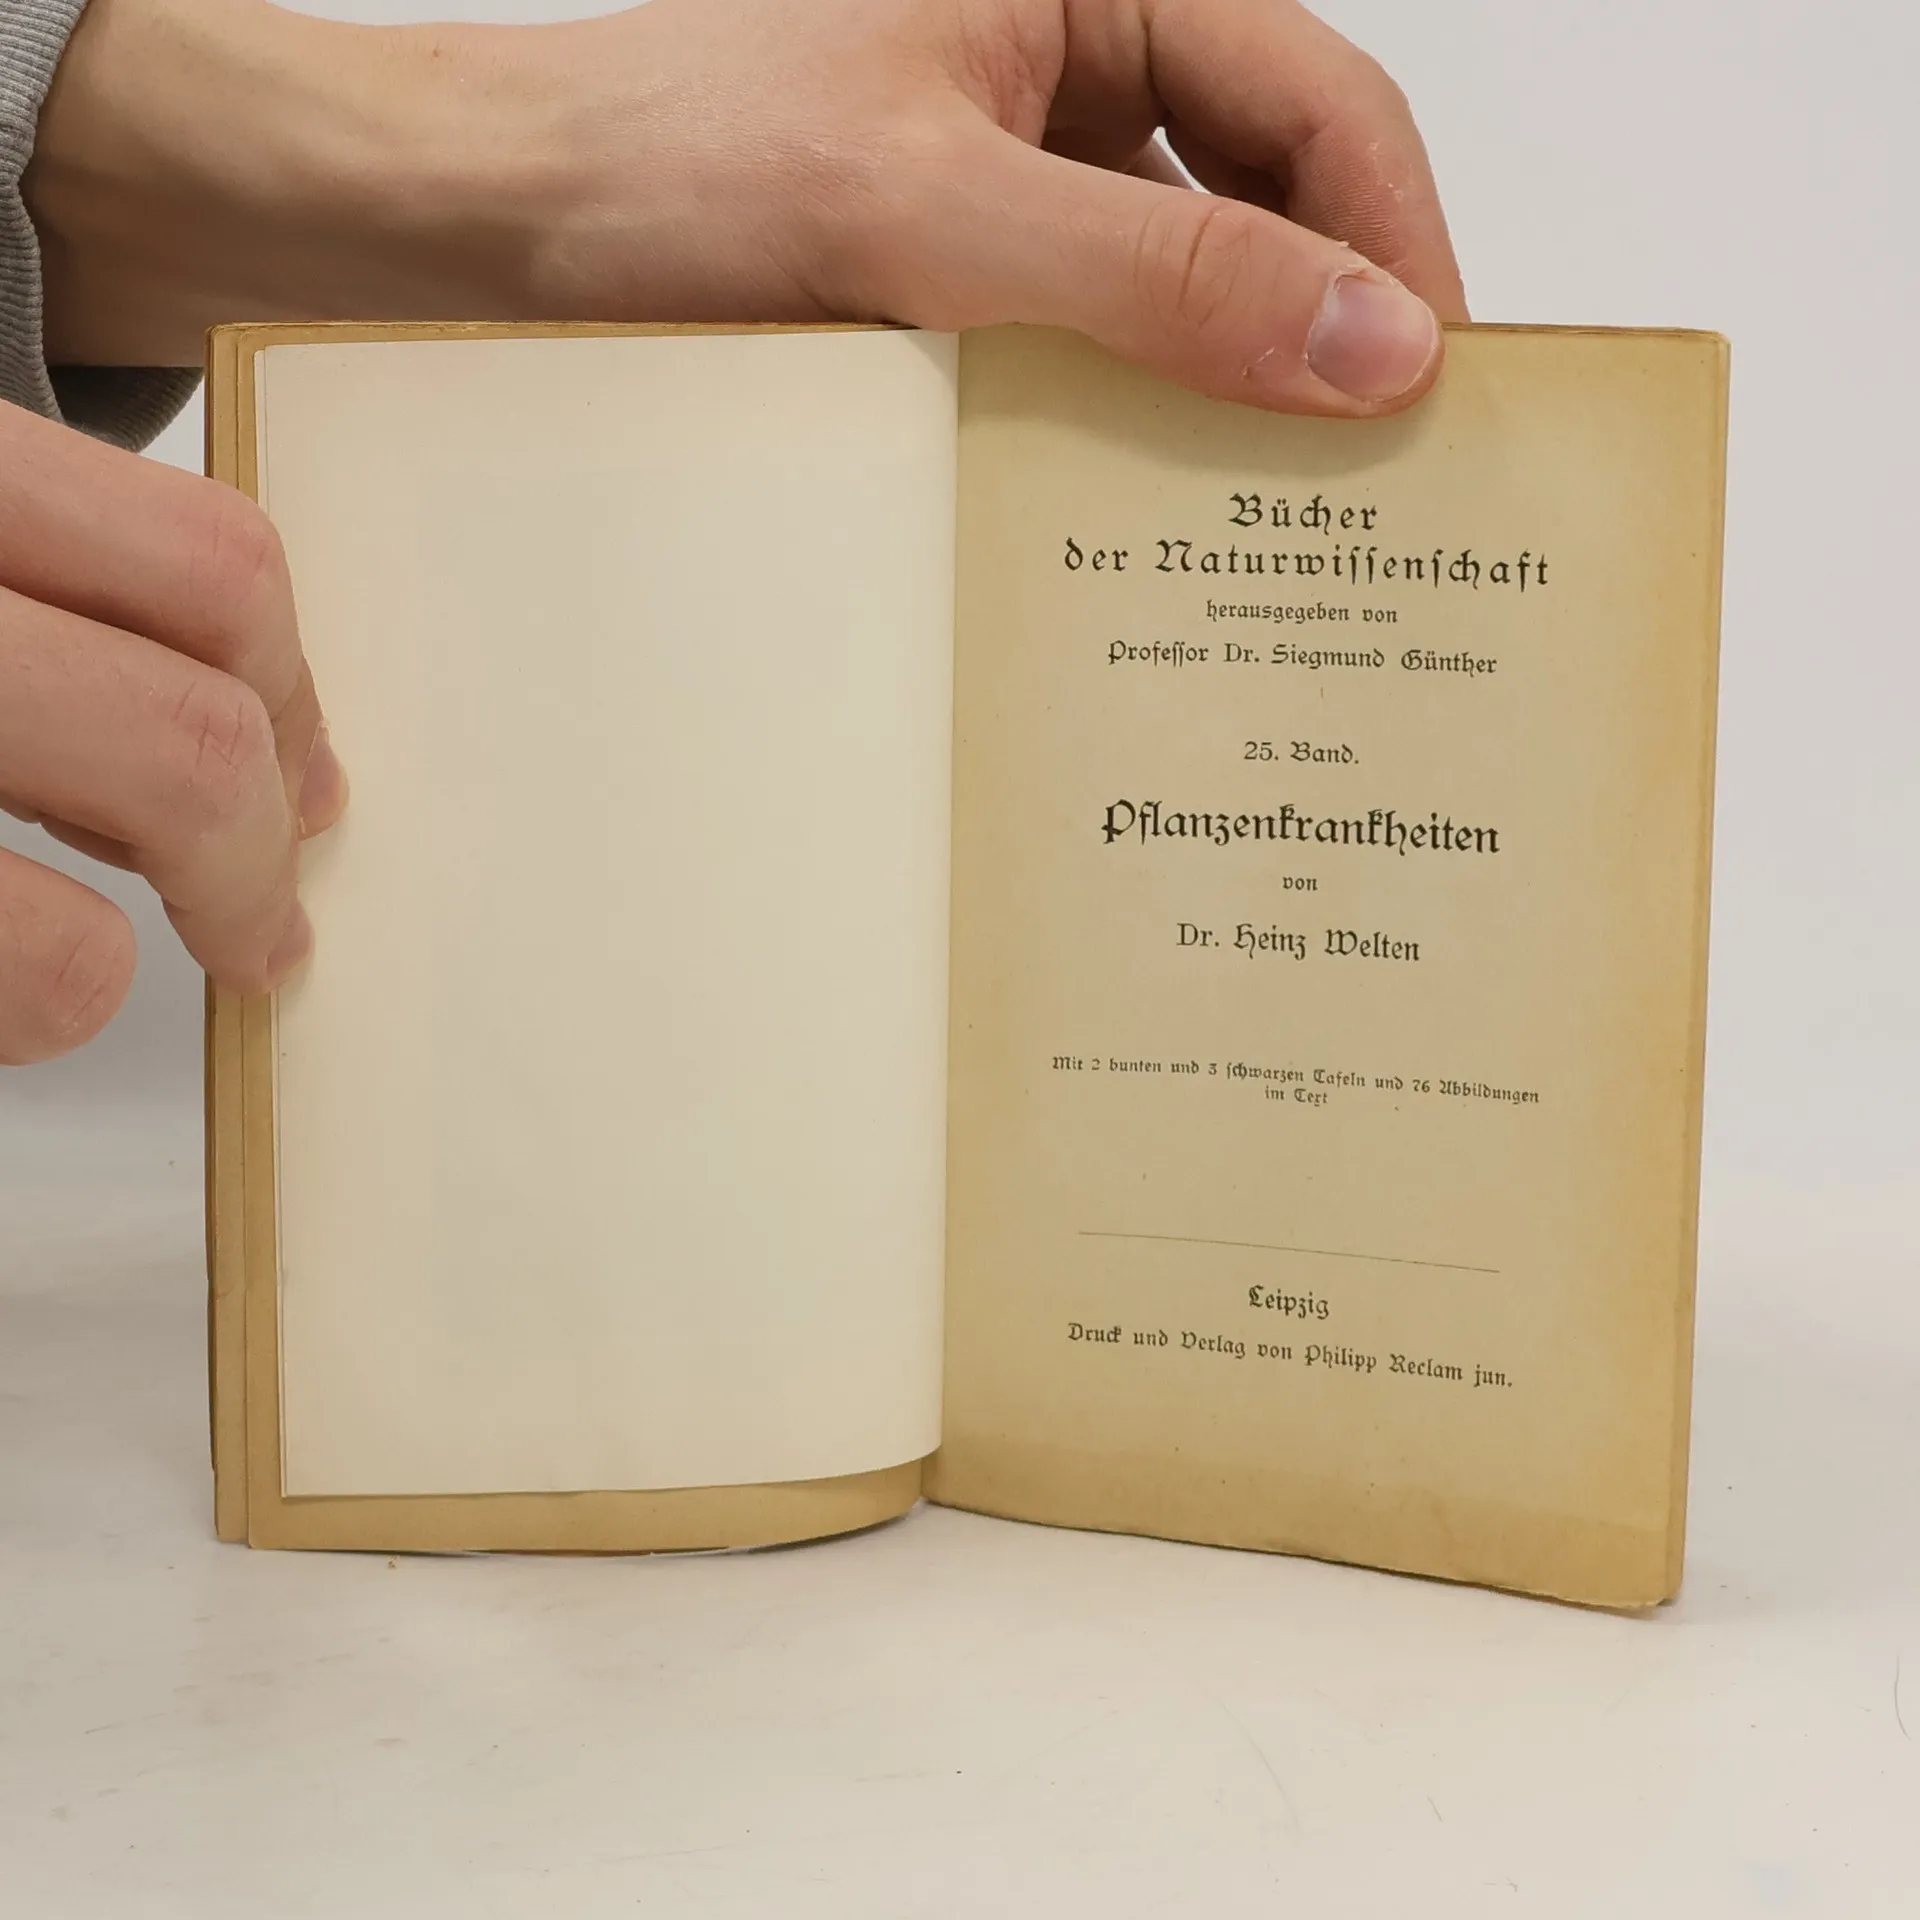 Bücher
der Naturwiſſenſchaft
herausgegeben von
Profeſſor Dr. Siegmund Günther
25. Band.
Pflanzenkrankheiten
von
Dr. Heinz Welten
Mit 2 bunten und 3 ſchwarzen Tafeln und 76 Abbildungen
im Text
Leipzig
Druck und Verlag von Philipp Reclam jun.